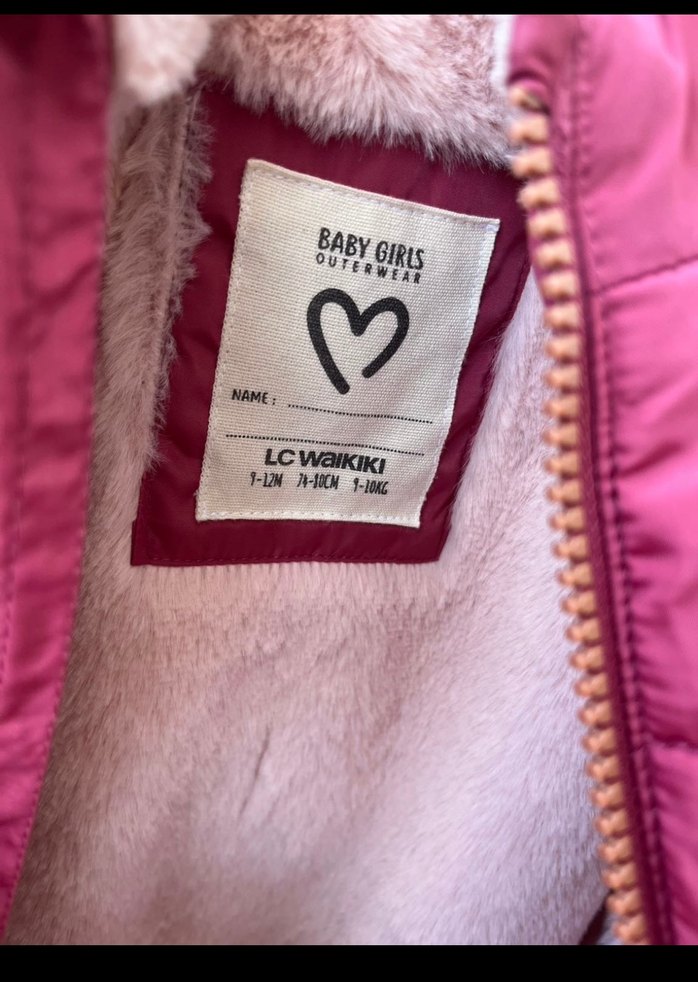 BABY GIRLS
OUTERWEAR
NAME :
LC WAIKIKI
9-12M 74-80CM 9-10KG